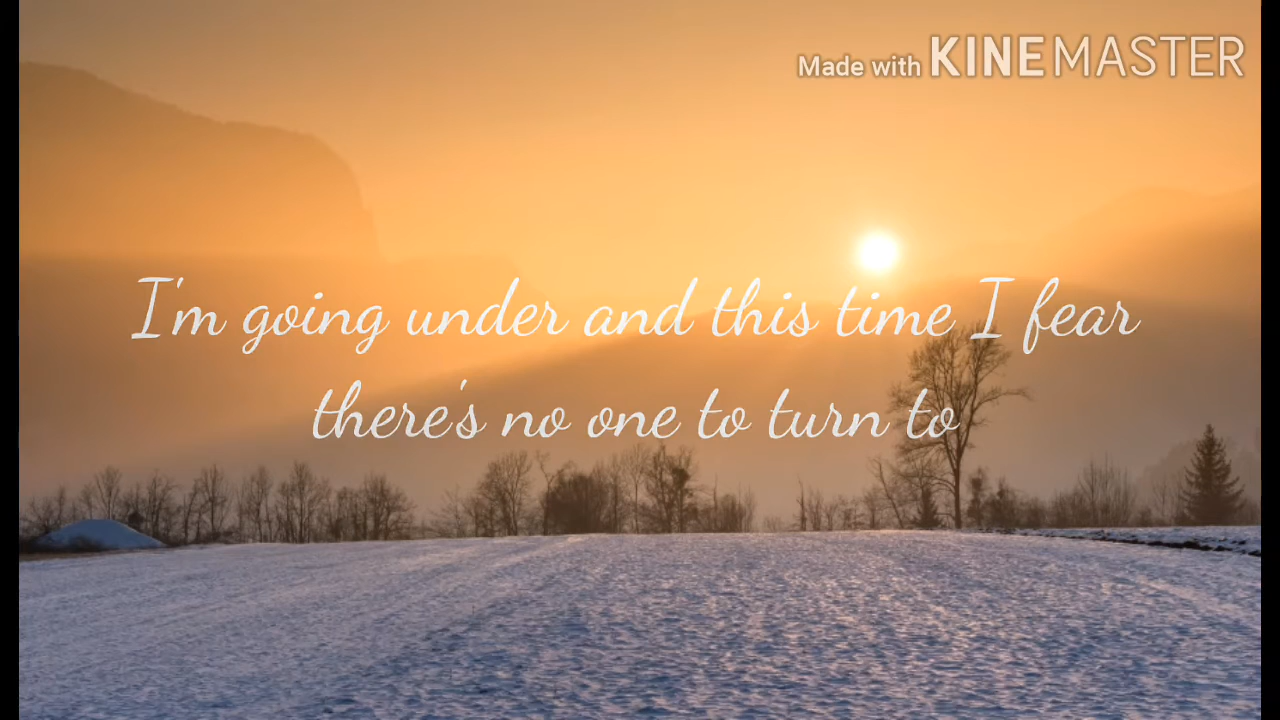 Made with KINEMASTER
I'm going under and this time I fear
there's no one to turn to